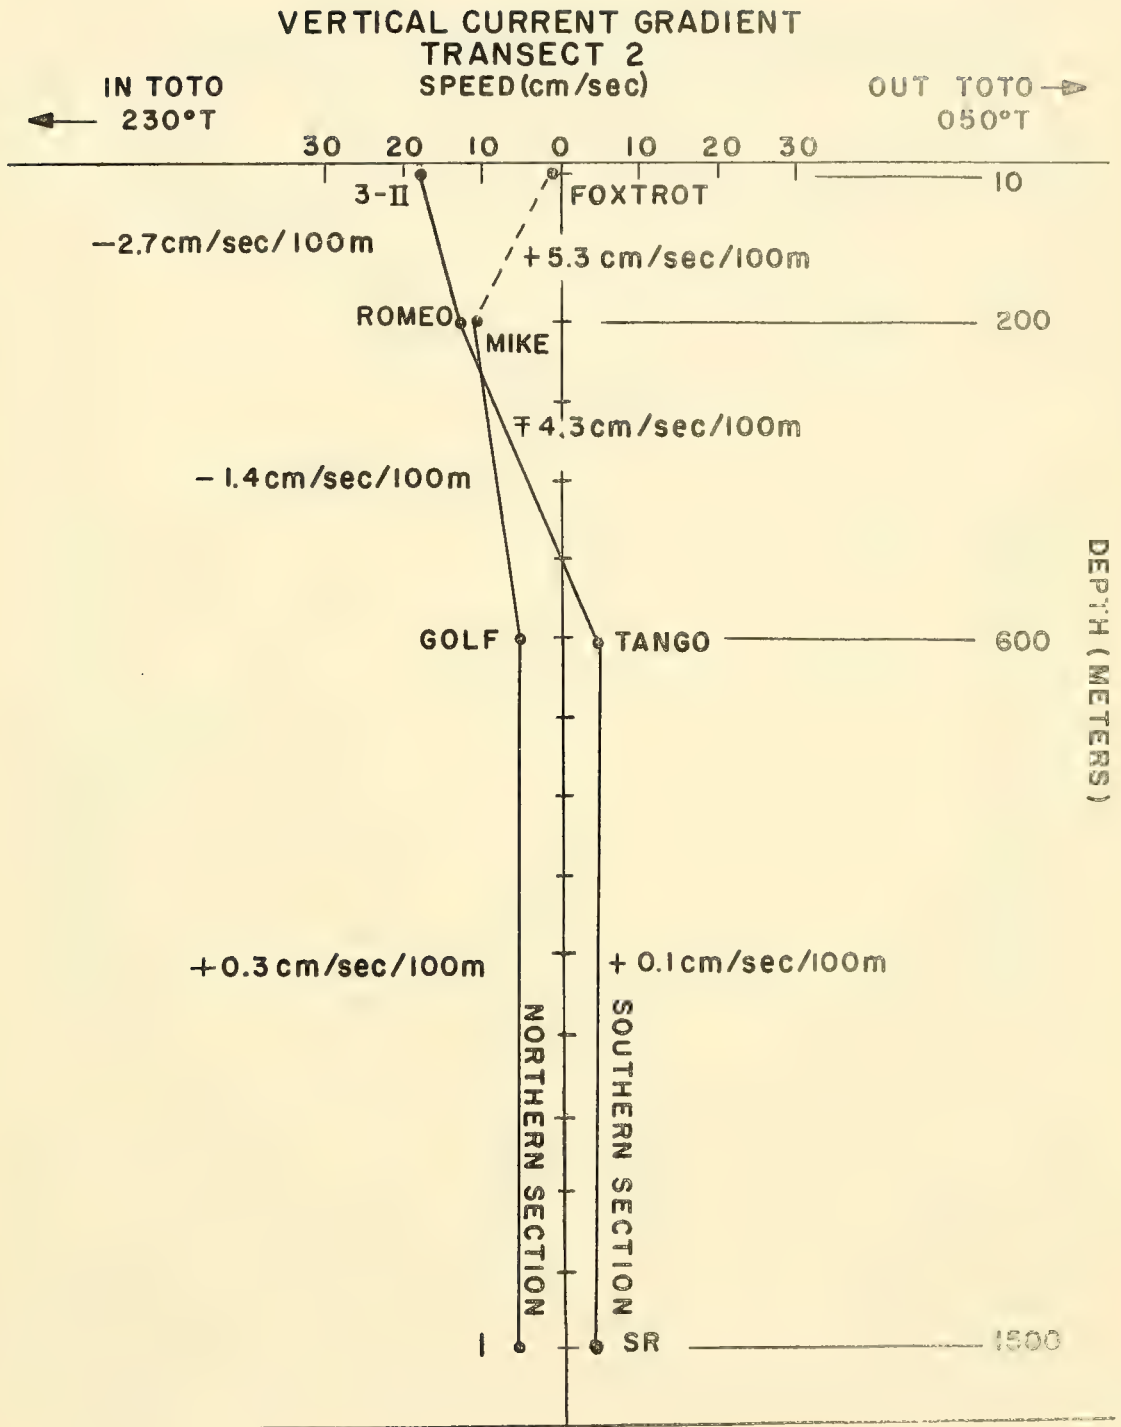 VERTICAL CURRENT GRADIENT
TRANSECT 2
SPEED (cm/sec)
IN TOTO
230°T
OUT TOTO
050°T
30 20 10 0 10 20 30
3-II
FOXTROT
10
-2.7cm/sec/100m
+5.3 cm/sec/100m
ROMEO
MIKE
200
∓4.3cm/sec/100m
-1.4cm/sec/100m
GOLF
TANGO
600
DEPTH (METERS)
+0.3cm/sec/100m
+0.1cm/sec/100m
NORTHERN SECTION
SOUTHERN SECTION
I
SR
1500